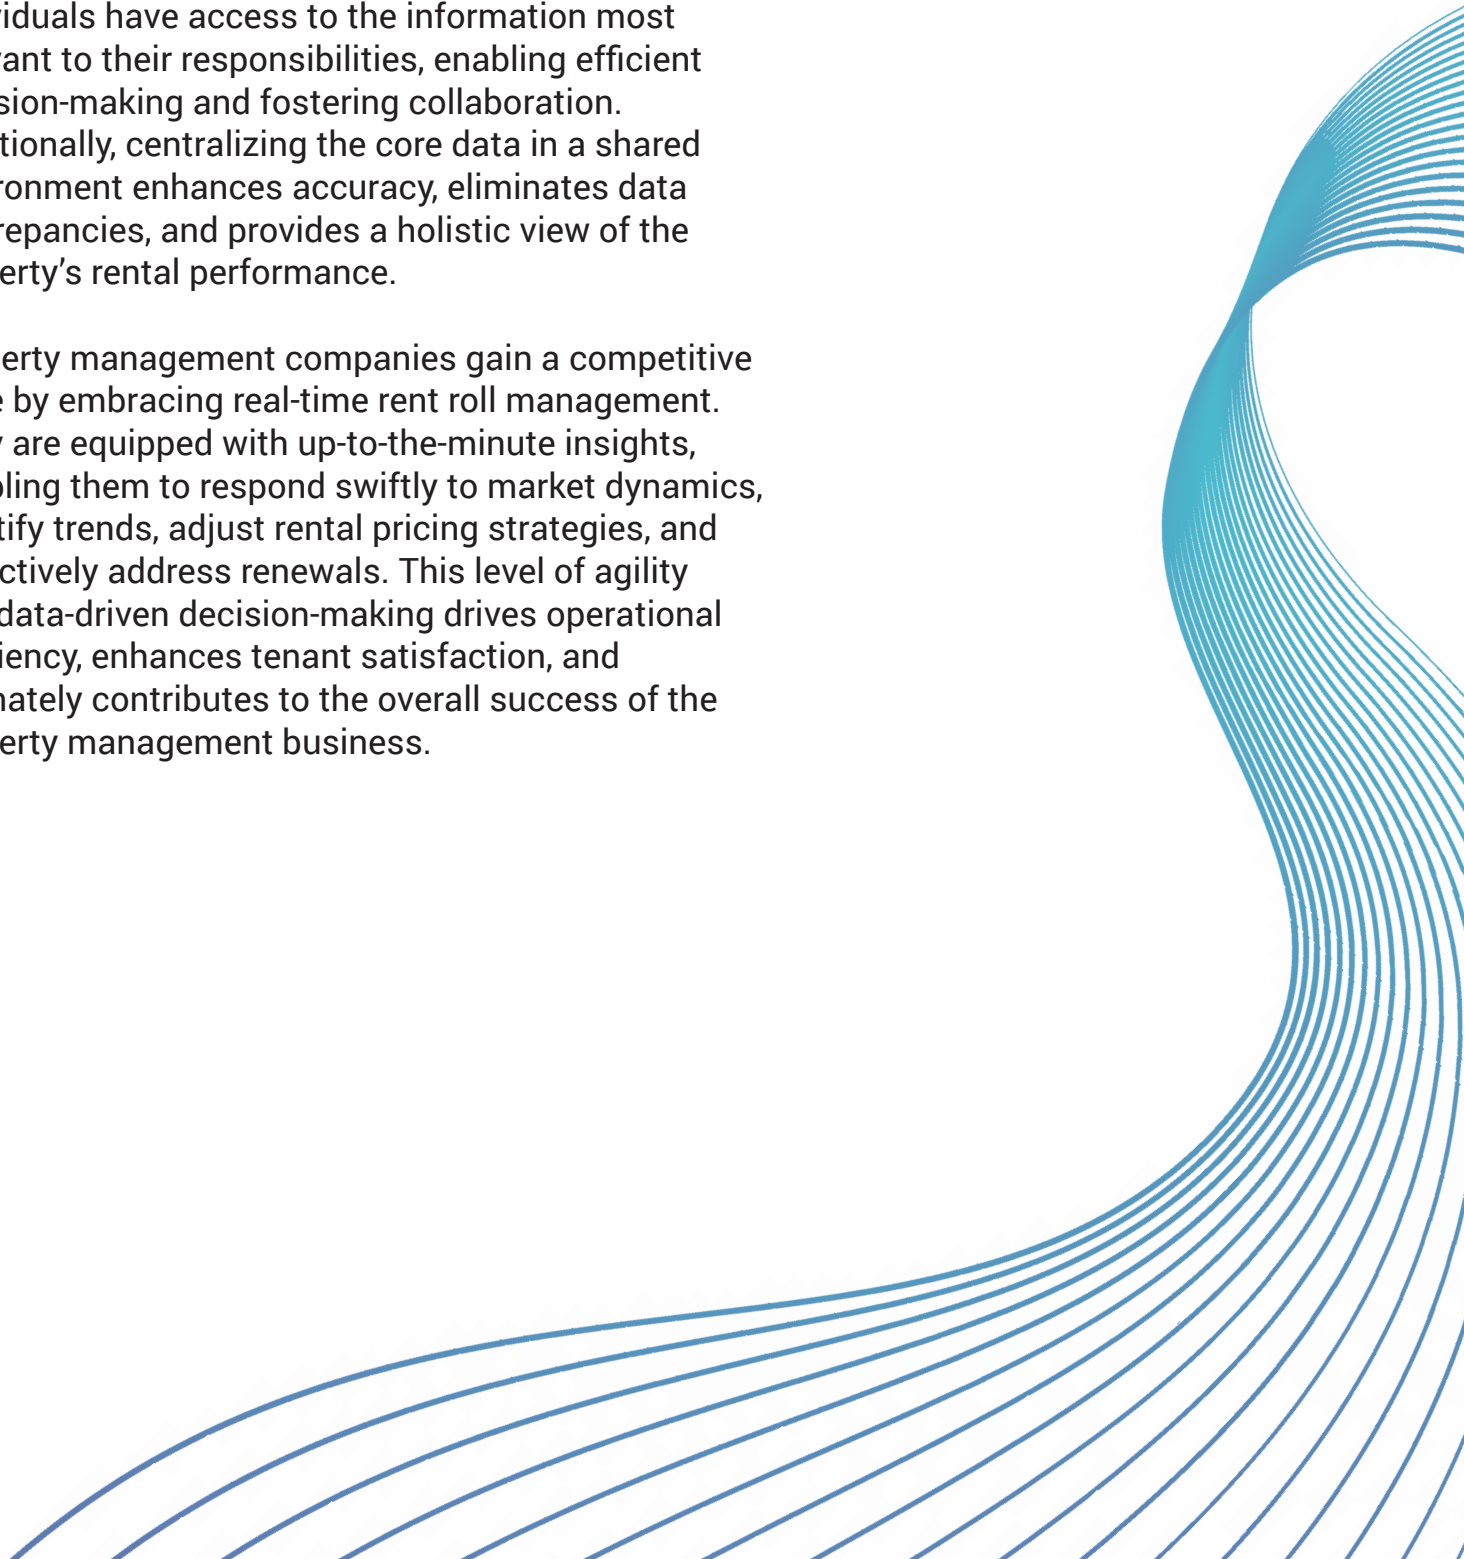 viduals have access to the information most
vant to their responsibilities, enabling efficient
sion-making and fostering collaboration.
tionally, centralizing the core data in a shared
ronment enhances accuracy, eliminates data
repancies, and provides a holistic view of the
erty’s rental performance.
erty management companies gain a competitive
e by embracing real-time rent roll management.
y are equipped with up-to-the-minute insights,
bling them to respond swiftly to market dynamics,
tify trends, adjust rental pricing strategies, and
ctively address renewals. This level of agility
data-driven decision-making drives operational
iency, enhances tenant satisfaction, and
nately contributes to the overall success of the
erty management business.